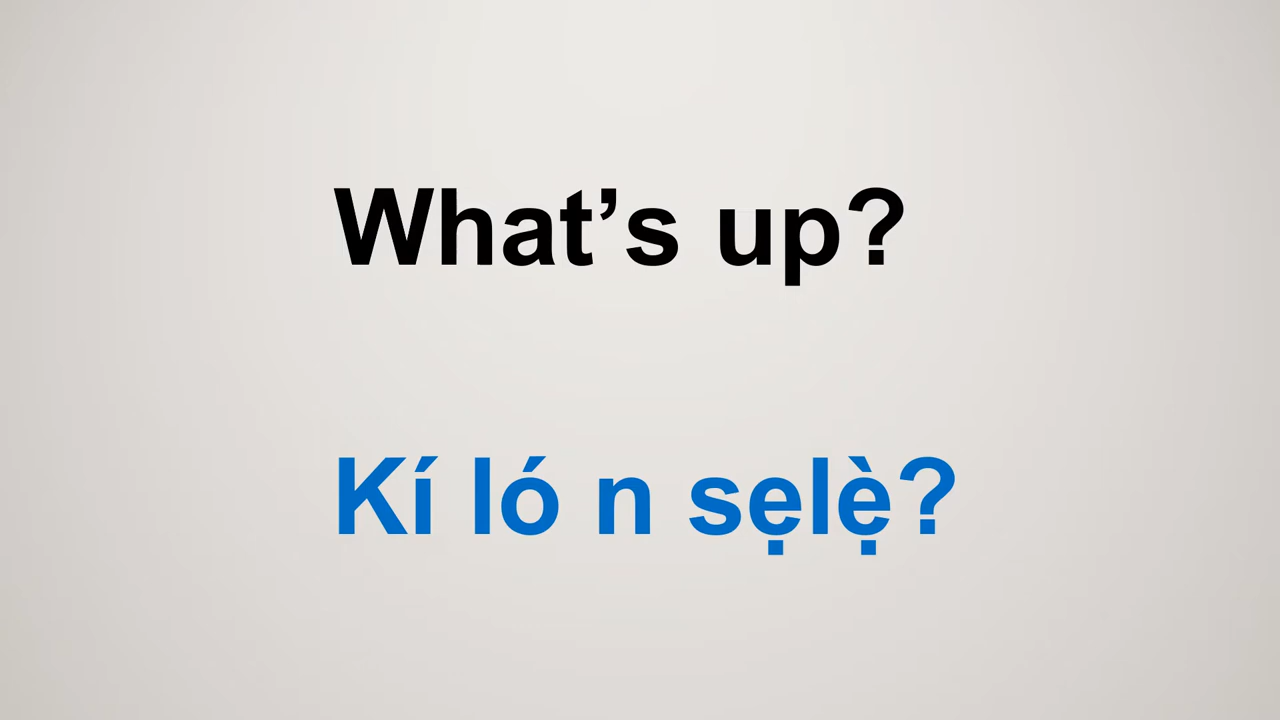 What’s up?
Kí ló n sẹlẹ̀?